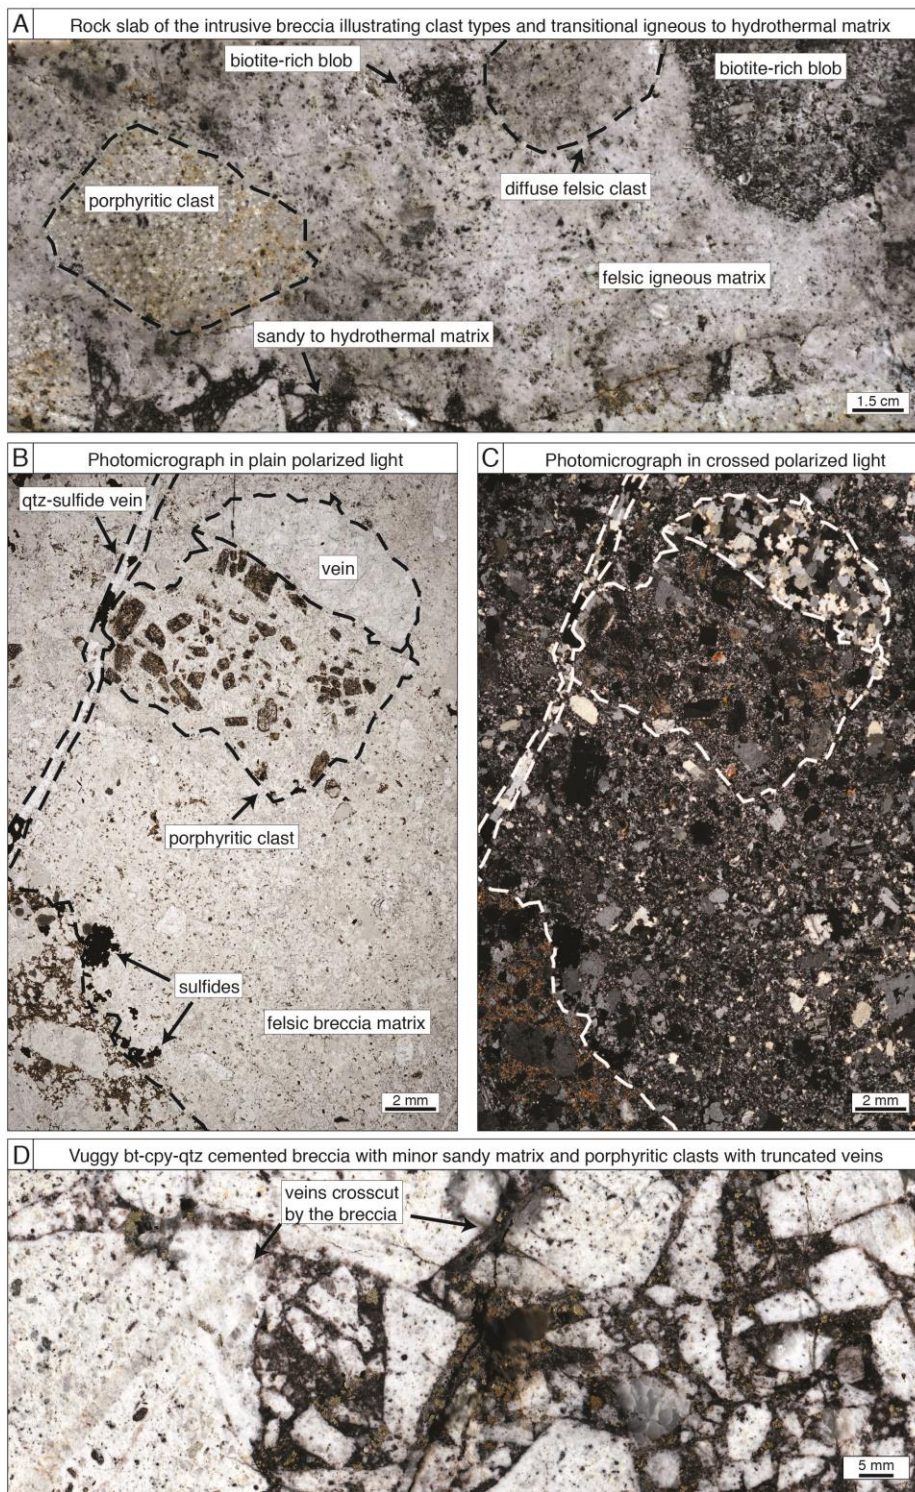 A Rock slab of the intrusive breccia illustrating clast types and transitional igneous to hydrothermal matrix
biotite-rich blob
biotite-rich blob
porphyritic clast
diffuse felsic clast
felsic igneous matrix
sandy to hydrothermal matrix
1.5 cm
B Photomicrograph in plain polarized light
qtz-sulfide vein
vein
porphyritic clast
sulfides
felsic breccia matrix
2 mm
C Photomicrograph in crossed polarized light
2 mm
D Vuggy bt-cpy-qtz cemented breccia with minor sandy matrix and porphyritic clasts with truncated veins
veins crosscut
by the breccia
5 mm